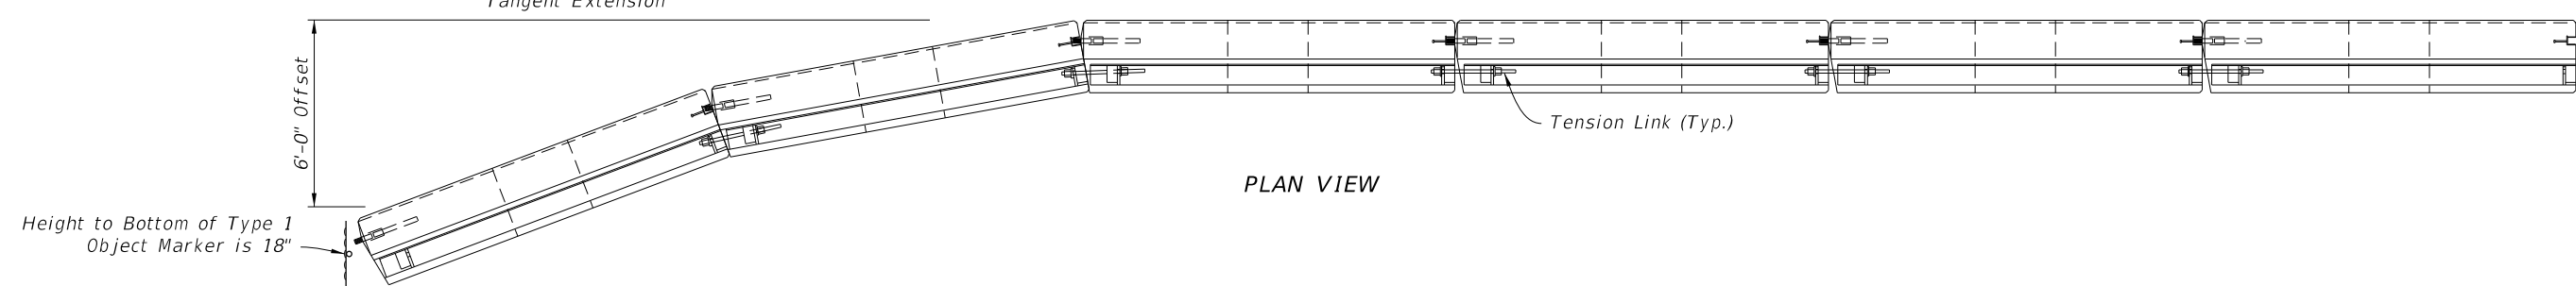 Tangent Extension
6'-0" Offset
Tension Link (Typ.)
PLAN VIEW
Height to Bottom of Type 1
Object Marker is 18"